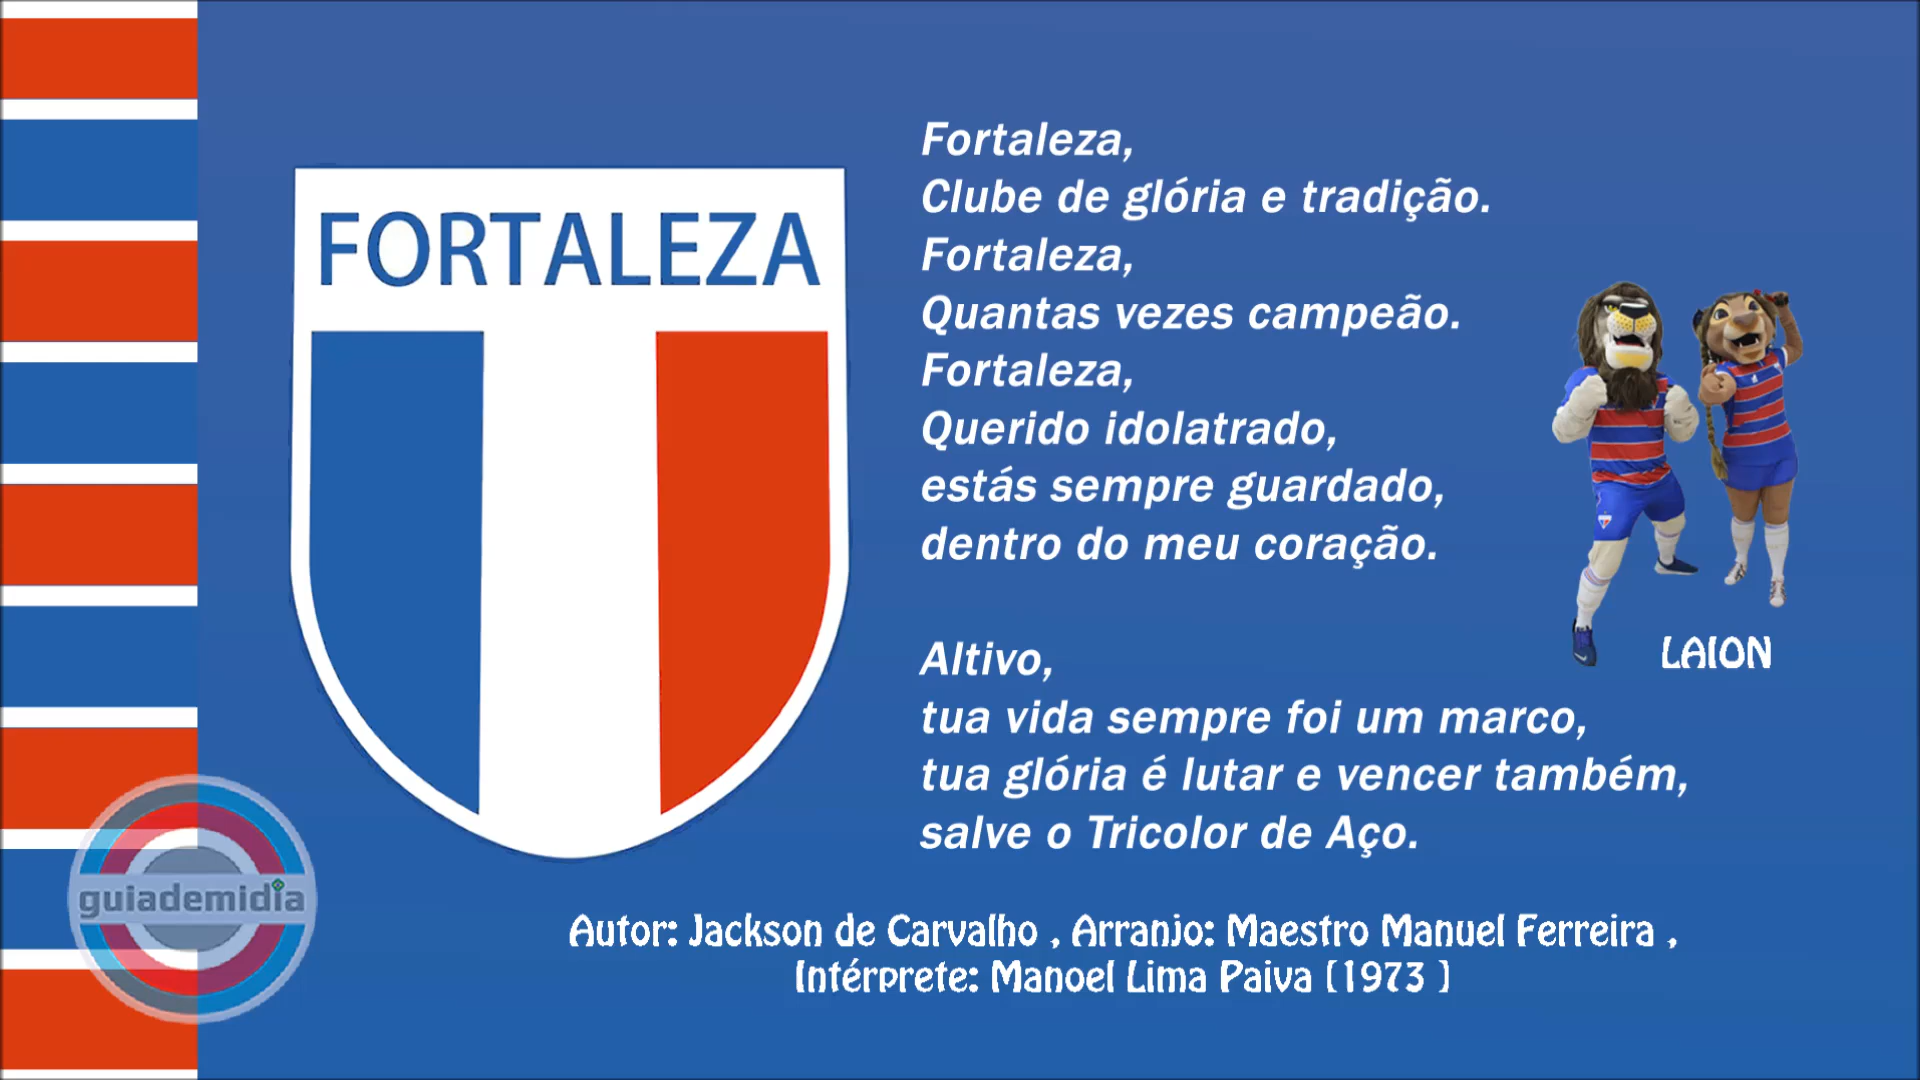 FORTALEZA
Fortaleza,
Clube de glória e tradição.
Fortaleza,
Quantas vezes campeão.
Fortaleza,
Querido idolatrado,
estás sempre guardado,
dentro do meu coração.
Altivo,
tua vida sempre foi um marco,
tua glória é lutar e vencer também,
salve o Tricolor de Aço.
LAION
guiademidia
Autor: Jackson de Carvalho , Arranjo: Maestro Manuel Ferreira ,
Intérprete: Manoel Lima Paiva (1973 )